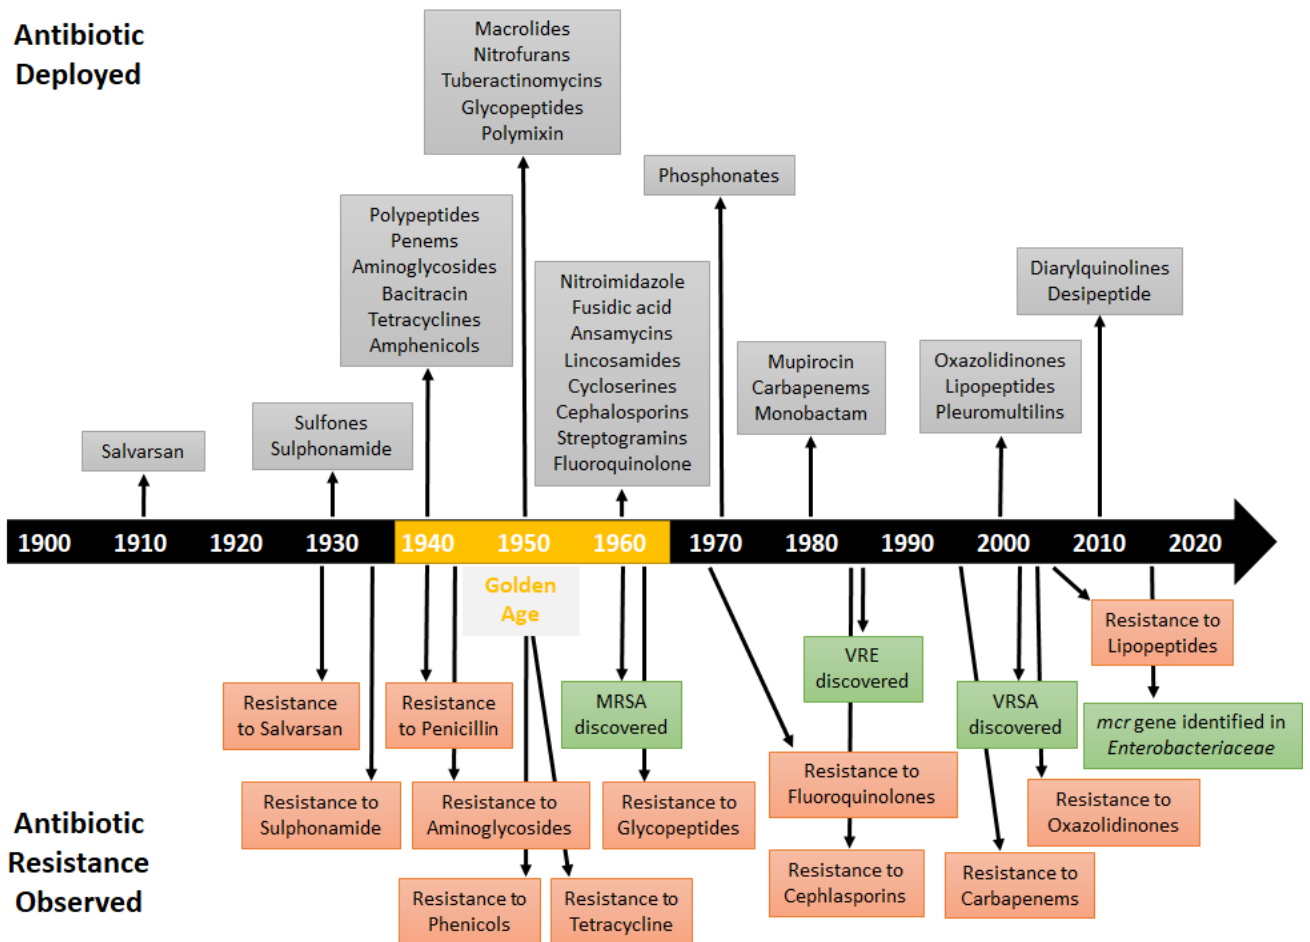 Antibiotic
Deployed
Macrolides
Nitrofurans
Tuberactinomycins
Glycopeptides
Polymixin
Phosphonates
Polypeptides
Penems
Aminoglycosides
Bacitracin
Tetracyclines
Amphenicols
Nitroimidazole
Fusidic acid
Ansamycins
Lincosamides
Cycloserines
Cephalosporins
Streptogramins
Fluoroquinolone
Diarylquinolines
Desipeptide
Mupirocin
Carbapenems
Monobactam
Oxazolidinones
Lipopeptides
Pleuromultilins
Salvarsan
Sulfones
Sulphonamide
1900 1910 1920 1930 1940 1950 1960 1970 1980 1990 2000 2010 2020
Golden
Age
Resistance to
Lipopeptides
VRE
discovered
Resistance
to Salvarsan
Resistance
to Penicillin
MRSA
discovered
VRSA
discovered
mcr gene identified in
Enterobacteriaceae
Resistance to
Fluoroquinolones
Resistance to
Sulphonamide
Resistance to
Aminoglycosides
Resistance to
Glycopeptides
Resistance to
Oxazolidinones
Antibiotic
Resistance
Observed
Resistance to
Phenicols
Resistance to
Tetracycline
Resistance to
Cephlasporins
Resistance to
Carbapenems